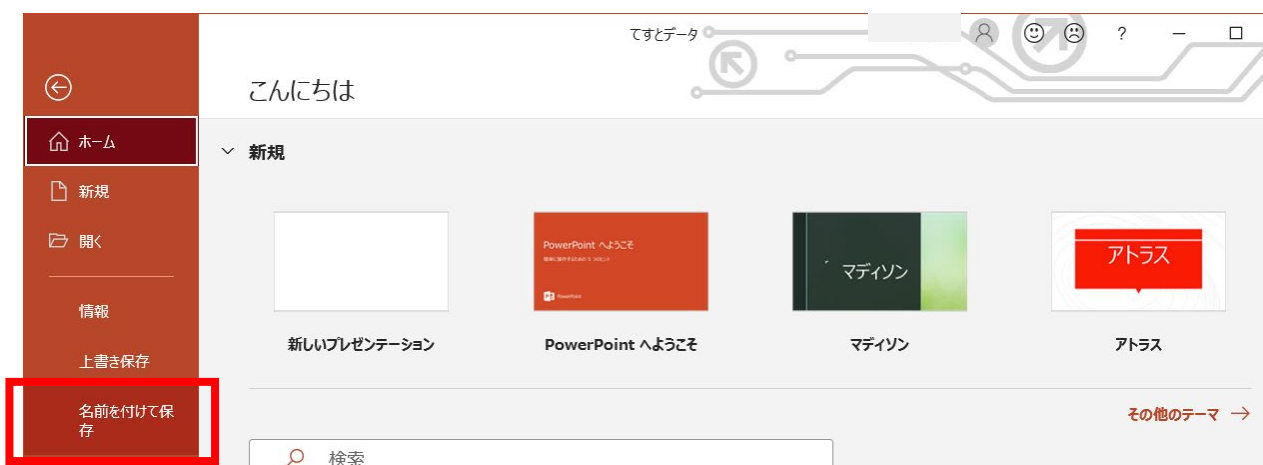 てすとデータ
?
こんにちは
ホーム
新規
開く
情報
上書き保存
名前を付けて保
存
新規
PowerPoint へようこそ
PowerPoint
マディソン
アトラス
新しいプレゼンテーション
PowerPoint へようこそ
マディソン
アトラス
その他のテーマ
検索